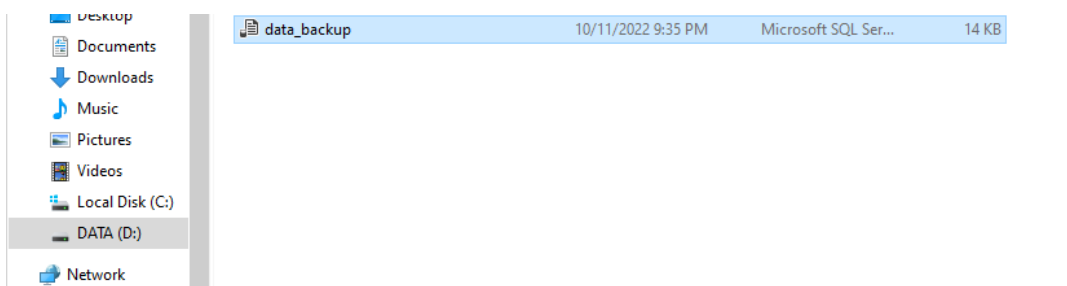 Desktop
Documents
Downloads
Music
Pictures
Videos
Local Disk (C:)
DATA (D:)
Network
data_backup 10/11/2022 9:35 PM Microsoft SQL Ser... 14 KB